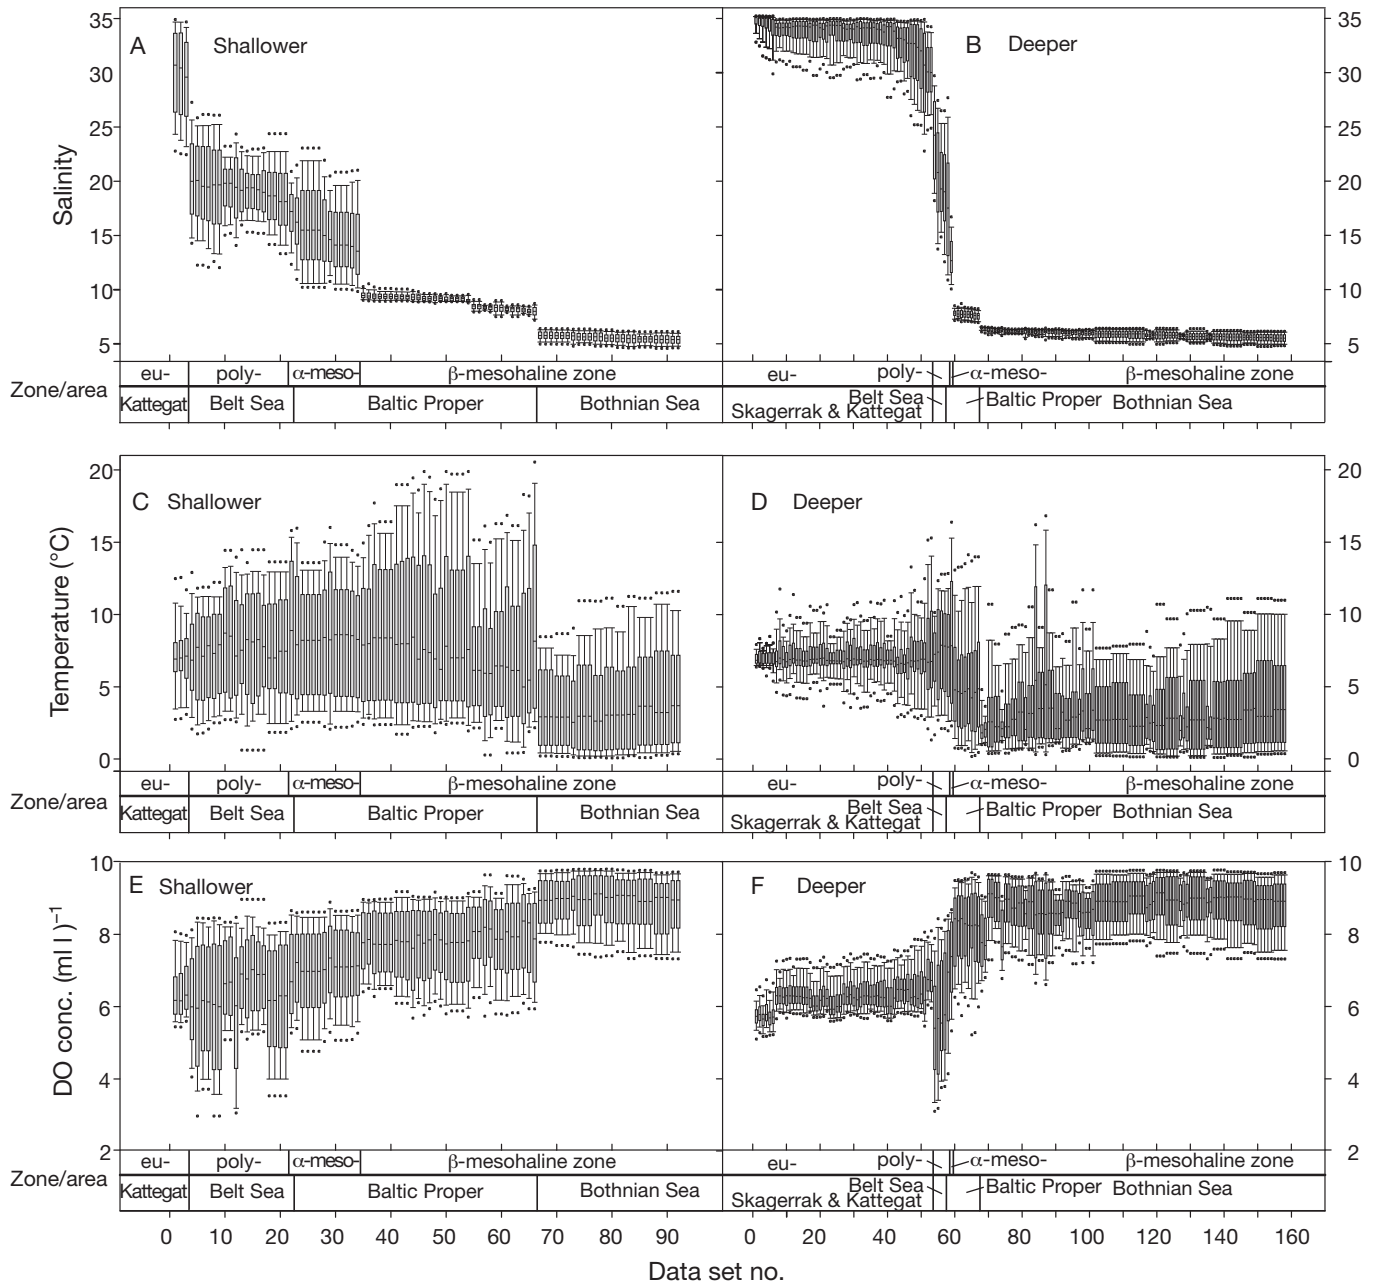 35
30
25
20
15
10
5
Salinity
A
Shallower
B
Deeper
35
30
25
20
15
10
5
Zone/area
eu-
poly-
α-meso-
β-mesohaline zone
eu-
poly-
α-meso-
β-mesohaline zone
Kattegat
Belt Sea
Baltic Proper
Bothnian Sea
Skagerrak & Kattegat
Belt Sea
Baltic Proper
Bothnian Sea
20
15
10
5
0
Temperature (°C)
C Shallower
D Deeper
20
15
10
5
0
Zone/area
eu-
poly-
α-meso-
β-mesohaline zone
eu-
poly-
α-meso-
β-mesohaline zone
Kattegat
Belt Sea
Baltic Proper
Bothnian Sea
Skagerrak & Kattegat
Belt Sea
Baltic Proper
Bothnian Sea
10
8
6
4
2
DO conc. (ml l)⁻¹
E Shallower
F Deeper
10
8
6
4
2
Zone/area
eu-
poly-
α-meso-
β-mesohaline zone
eu-
poly-
α-meso-
β-mesohaline zone
Kattegat
Belt Sea
Baltic Proper
Bothnian Sea
Skagerrak & Kattegat
Belt Sea
Baltic Proper
Bothnian Sea
0 10 20 30 40 50 60 70 80 90
0 20 40 60 80 100 120 140 160
Data set no.